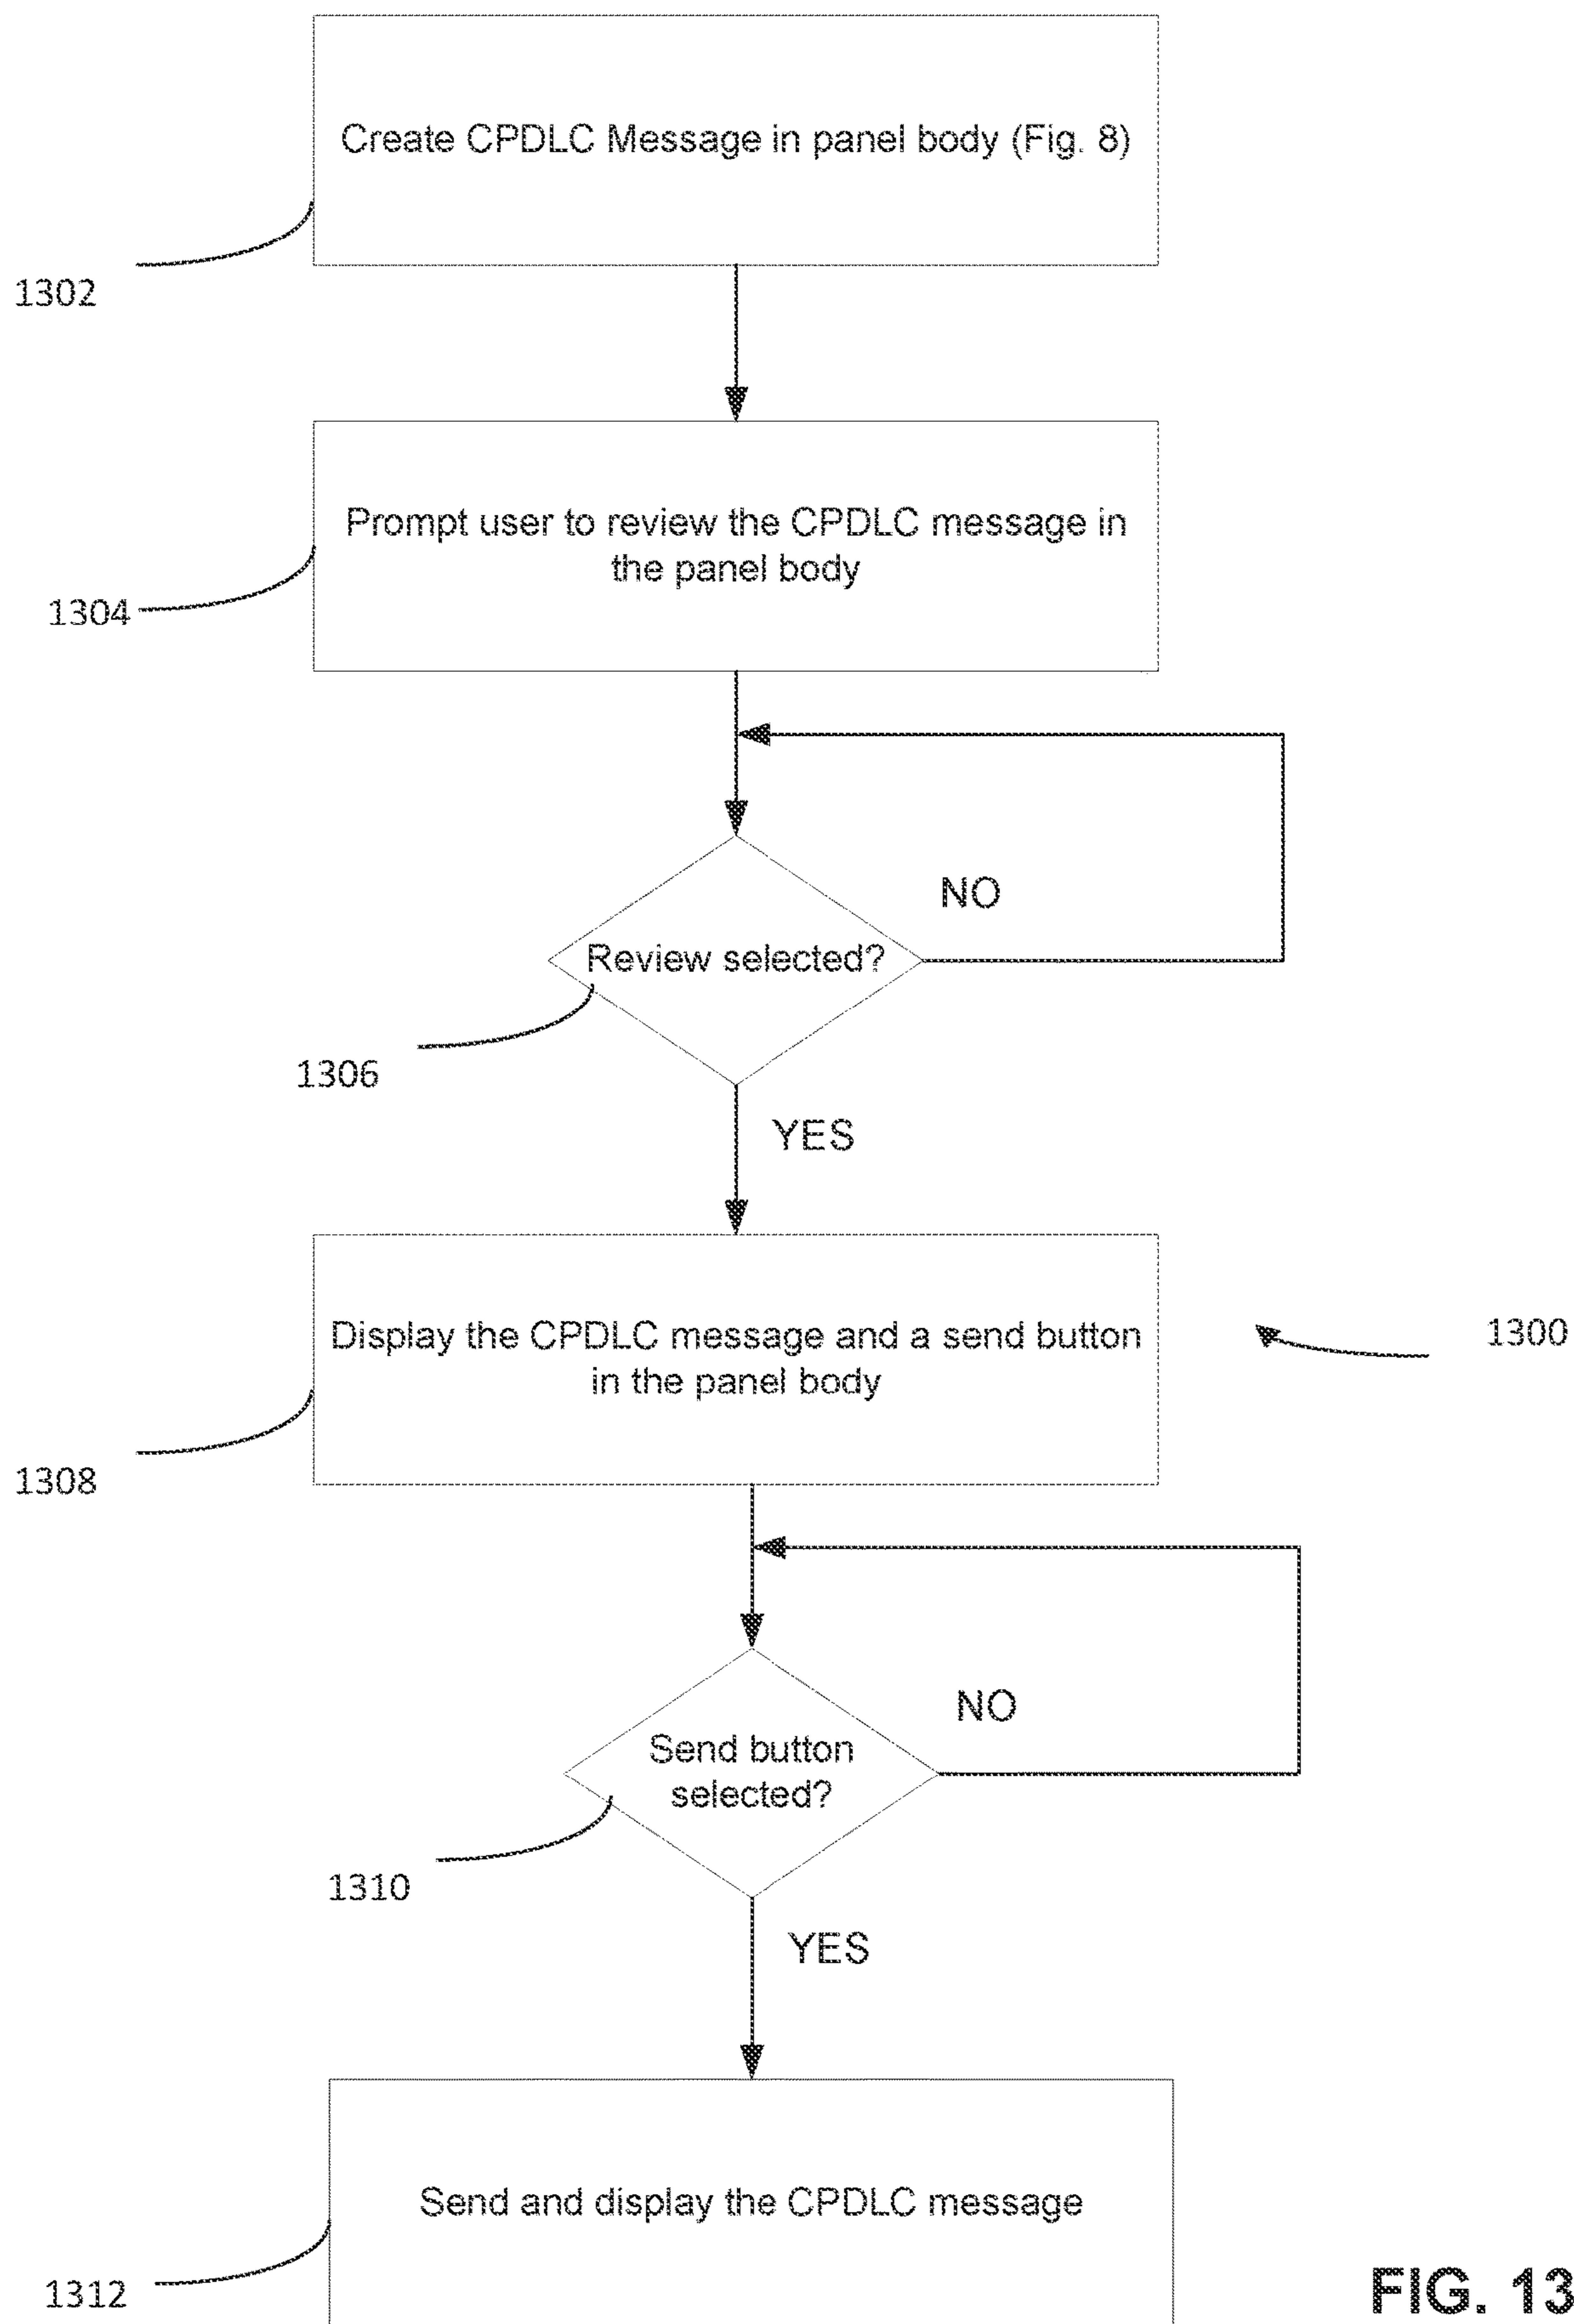 Create CPDLC Message in panel body (Fig. 8)
1302
Prompt user to review the CPDLC message in
the panel body
1304
NO
Review selected?
1306
YES
Display the CPDLC message and a send button
in the panel body
1300
1308
NO
Send button
selected?
1310
YES
Send and display the CPDLC message
1312
FIG. 13